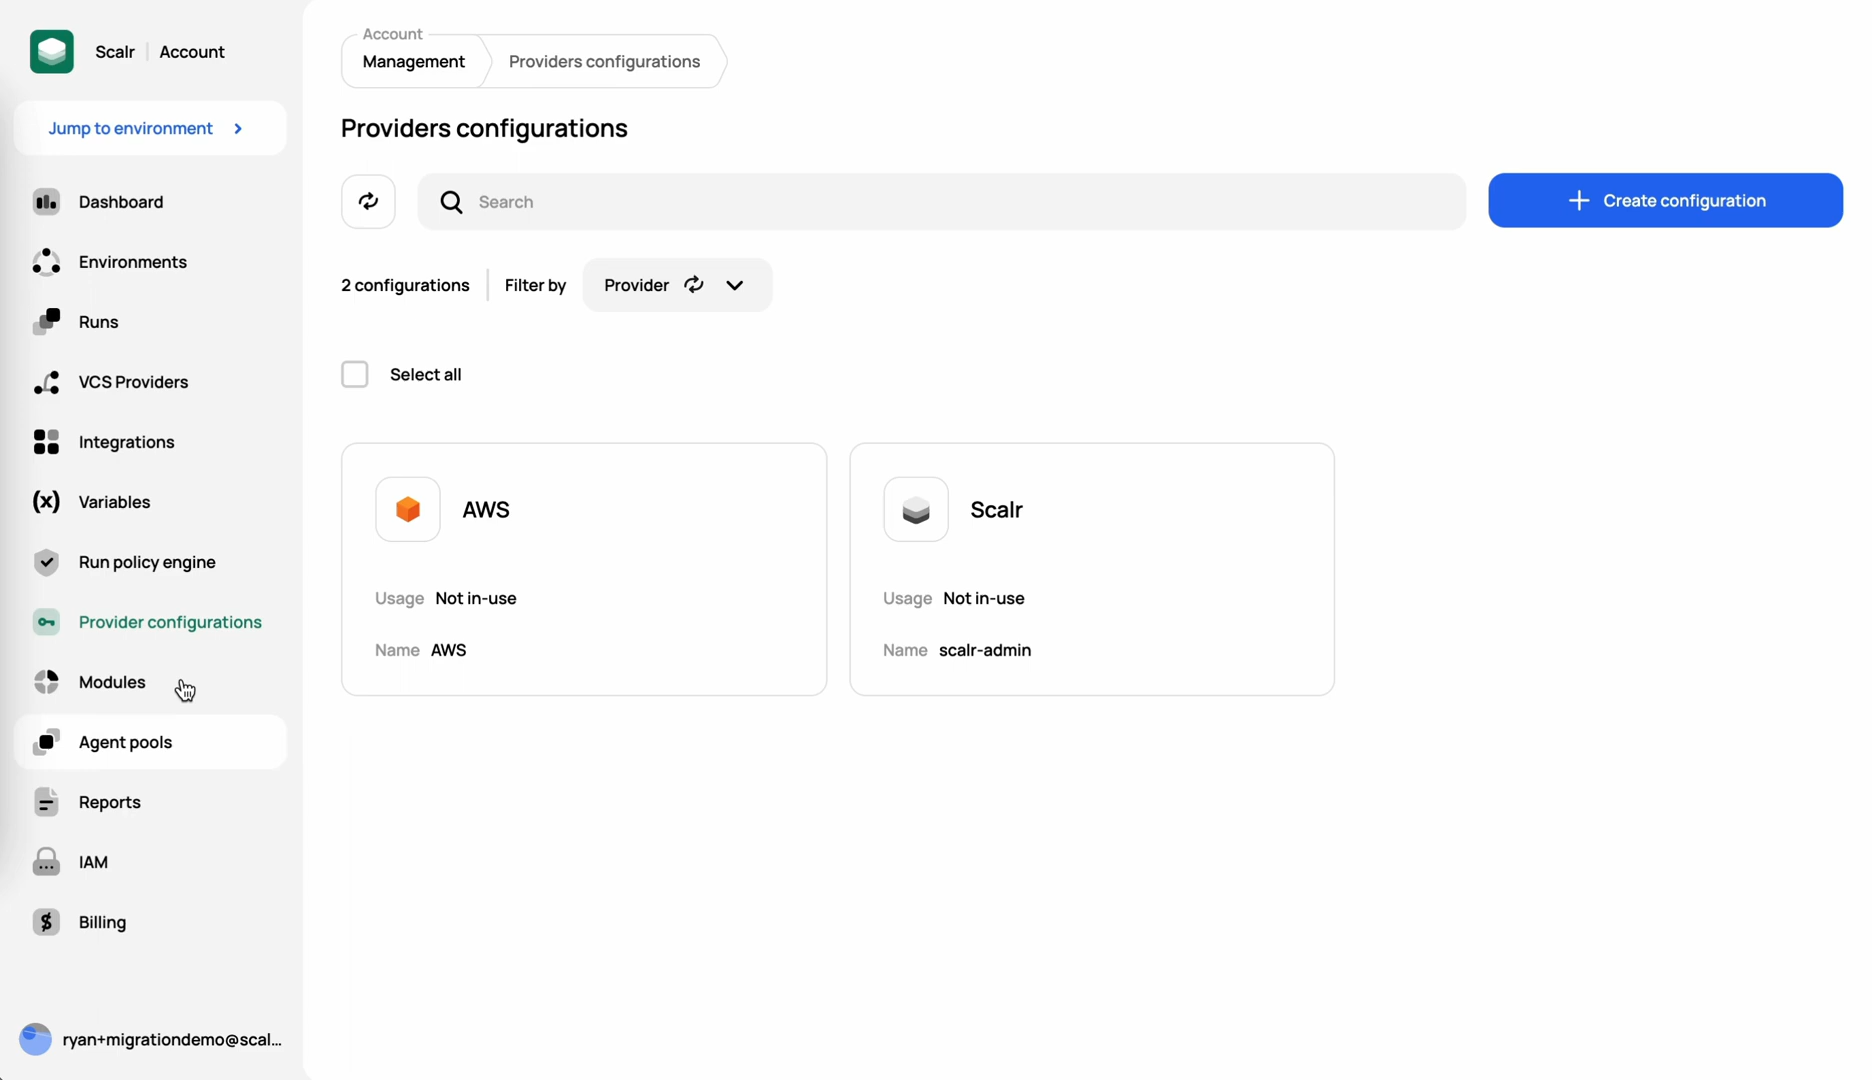 Scalr Account
Jump to environment
Dashboard
Environments
Runs
VCS Providers
Integrations
(x) Variables
Run policy engine
Provider configurations
Modules
Agent pools
Reports
IAM
$ Billing
ryan+migrationdemo@scal...
Account
Management
Providers configurations
Providers configurations
Search
+ Create configuration
2 configurations Filter by Provider
Select all
AWS
Usage Not in-use
Name AWS
Scalr
Usage Not in-use
Name scalr-admin